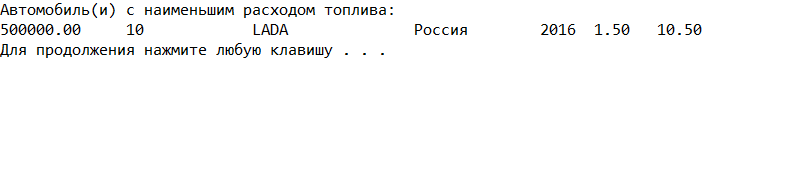 Автомобиль(и) с наименьшим расходом топлива:
500000.00 10 LADA Россия 2016 1.50 10.50
Для продолжения нажмите любую клавишу . . .